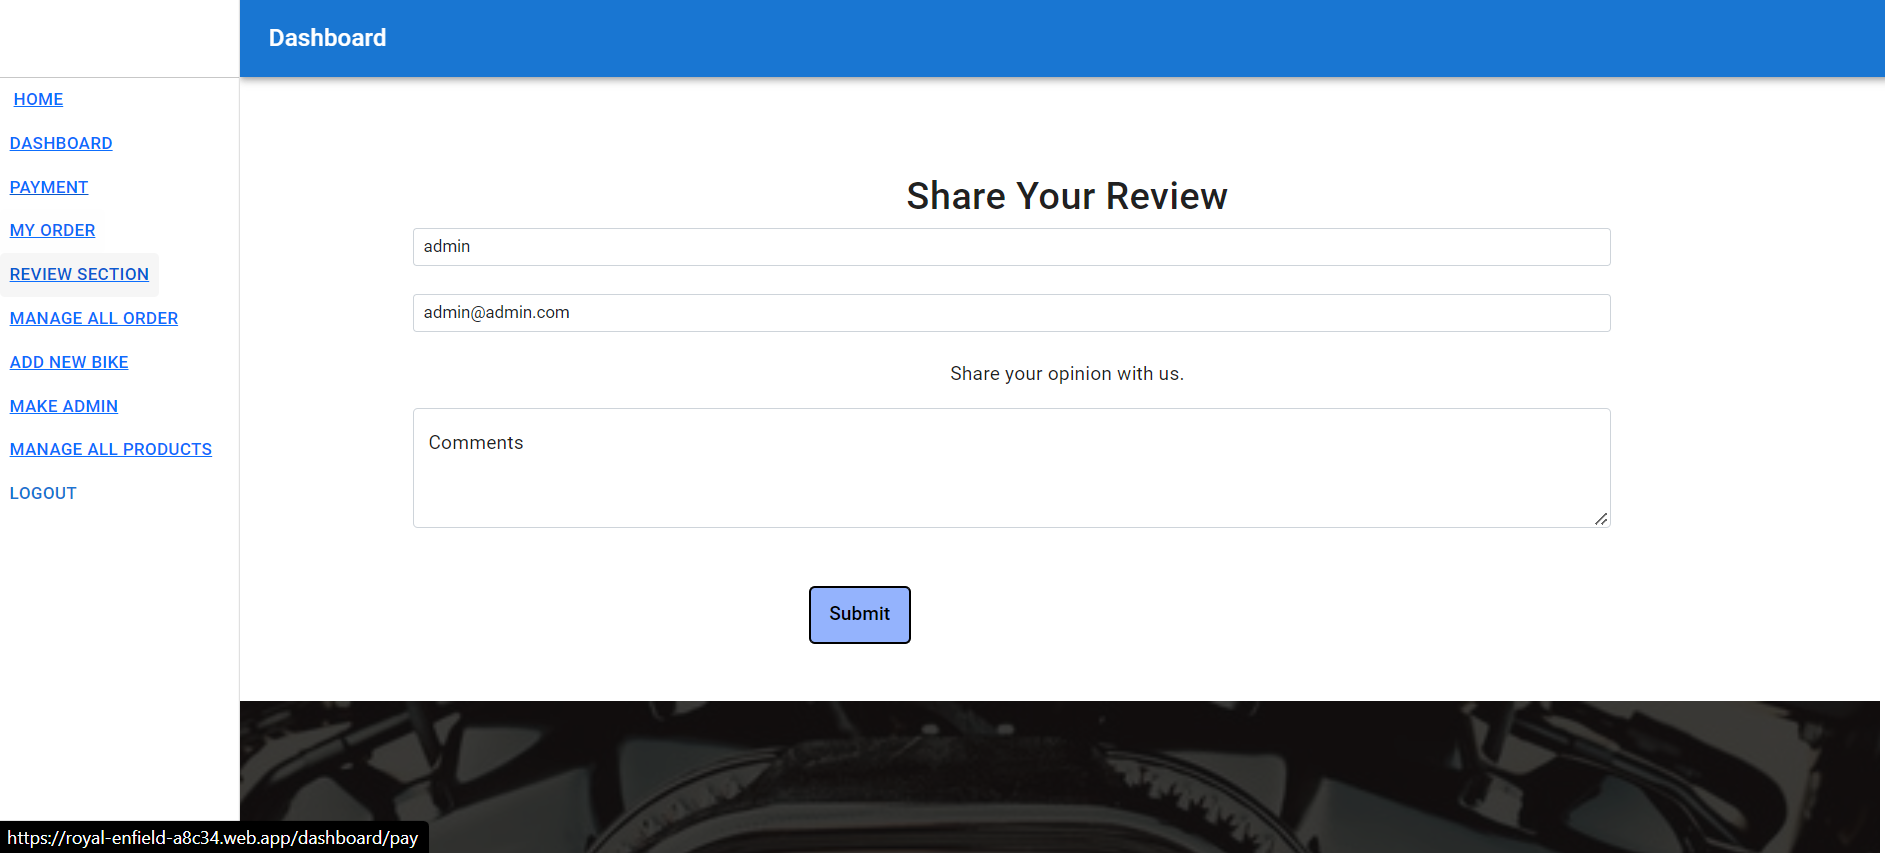 Dashboard
HOME
DASHBOARD
PAYMENT
MY ORDER
REVIEW SECTION
MANAGE ALL ORDER
ADD NEW BIKE
MAKE ADMIN
MANAGE ALL PRODUCTS
LOGOUT
Share Your Review
admin
admin@admin.com
Share your opinion with us.
Comments
Submit
https://royal-enfield-a8c34.web.app/dashboard/pay